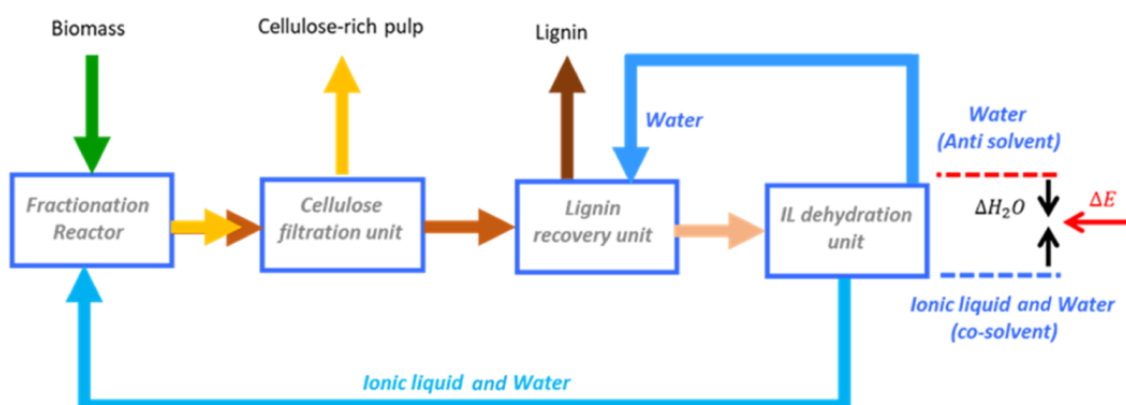 Biomass
Cellulose-rich pulp
Lignin
Water
Water
(Anti solvent)
Fractionation
Reactor
Cellulose
filtration unit
Lignin
recovery unit
IL dehydration
unit
ΔH₂O
ΔE
Ionic liquid and Water
(co-solvent)
Ionic liquid and Water